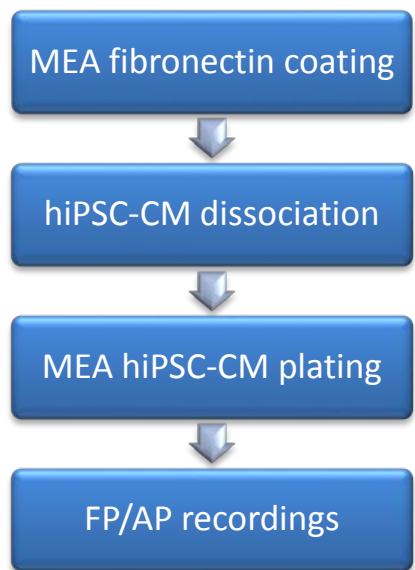 MEA fibronectin coating
hiPSC-CM dissociation
MEA hiPSC-CM plating
FP/AP recordings